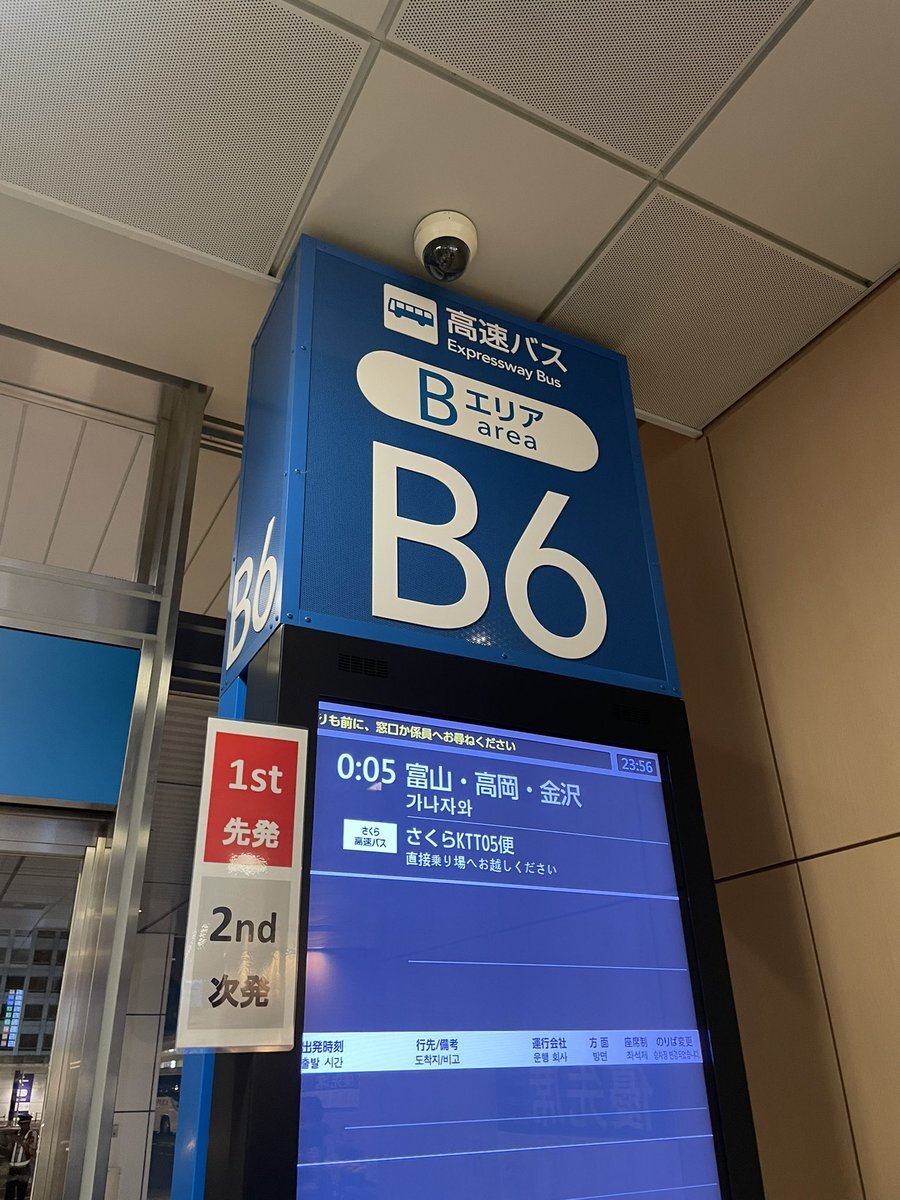 高速バス
Expressway Bus
B エリア
area
B6
B6
りも前に、窓口か係員へお尋ねください
23:56
0:05 富山・高岡・金沢
가나자와
さくら
高速バス
さくらKTT05便
直接乗り場へお越しください
1st
先発
2nd
次発
出発時刻 行先/備考 運行会社 方面 座席制 のりば変更
출발 시간 도착지/비고 운행 회사 방면 좌석제